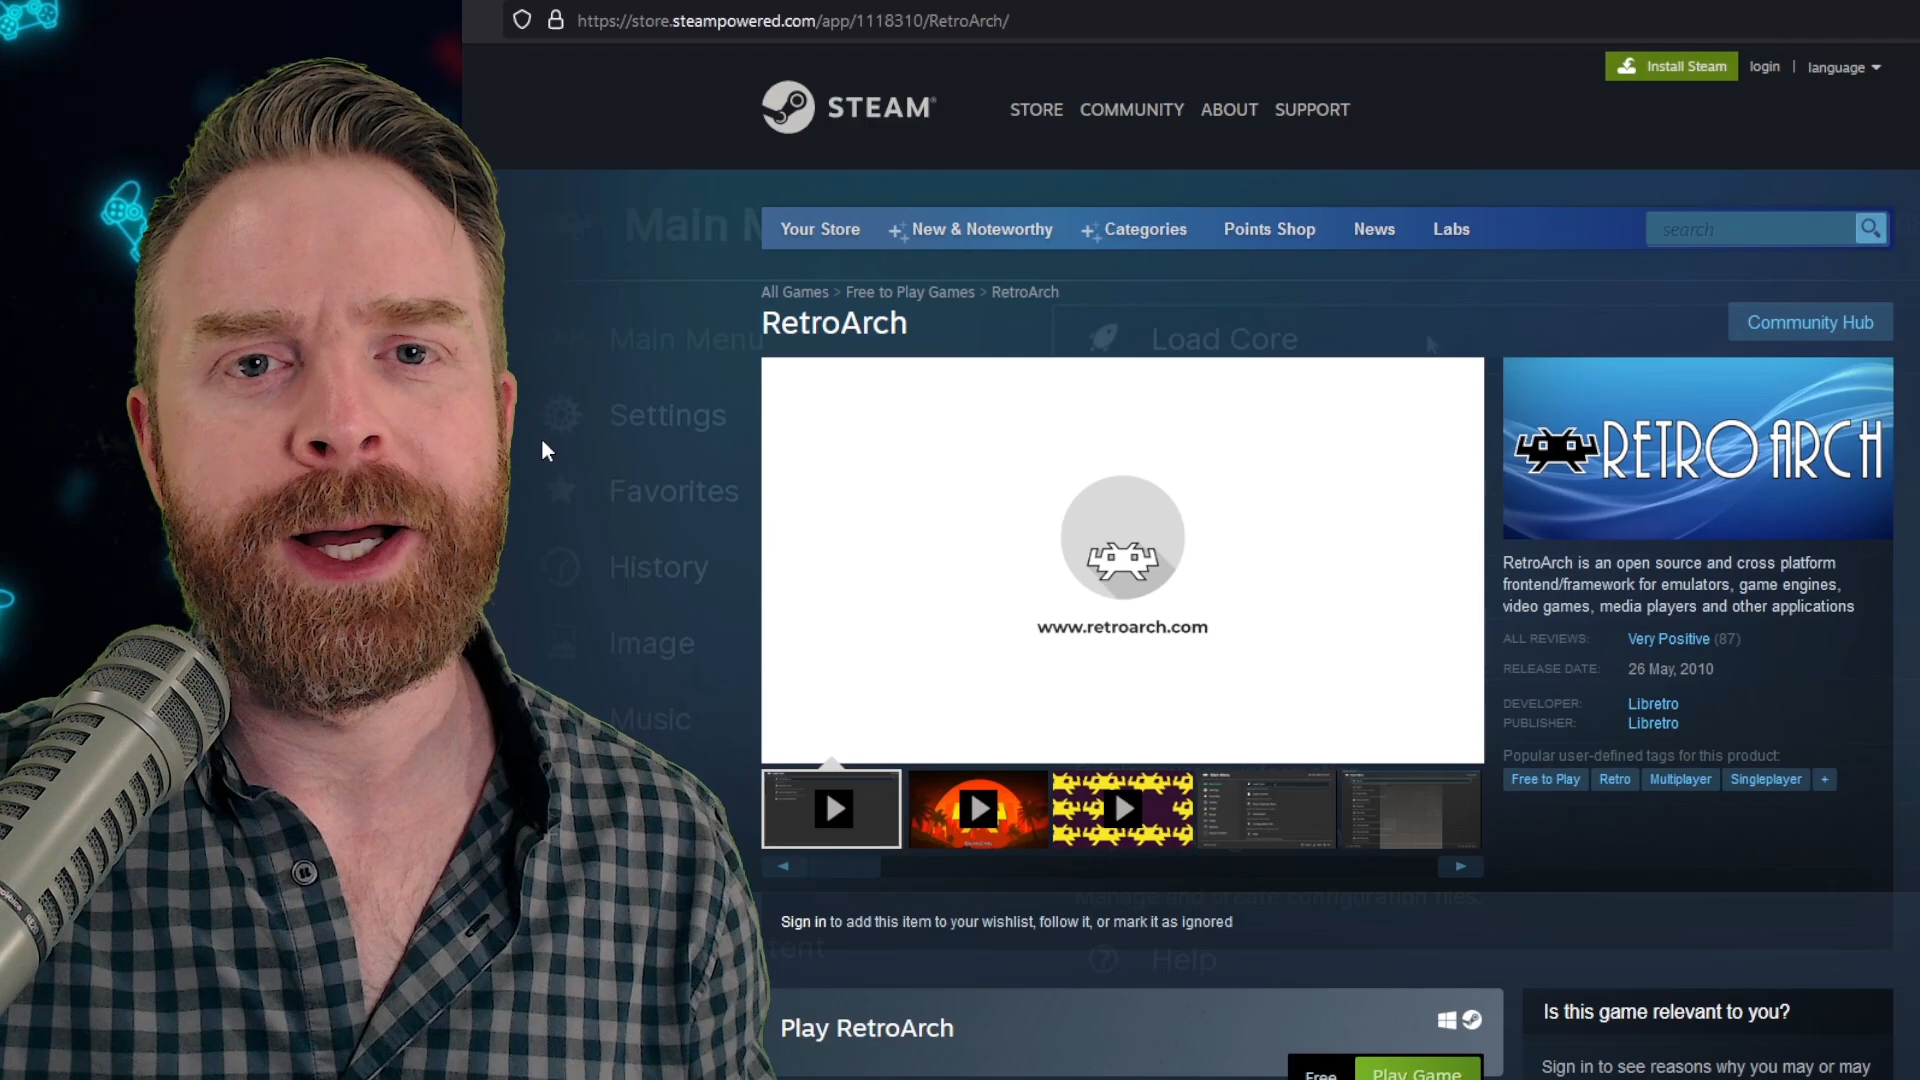 https://store.steampowered.com/app/1118310/RetroArch/
Install Steam login | language
STEAM®
STORE COMMUNITY ABOUT SUPPORT
Main
Your Store New & Noteworthy Categories Points Shop News Labs
search
All Games > Free to Play Games > RetroArch
RetroArch
Community Hub
Main Menu
Load Core
Settings
Favorites
History
Image
Music
www.retroarch.com
RETROARCH
RetroArch is an open source and cross platform
frontend/framework for emulators, game engines,
video games, media players and other applications
ALL REVIEWS: Very Positive (87)
RELEASE DATE: 26 May, 2010
DEVELOPER: Libretro
PUBLISHER: Libretro
Popular user-defined tags for this product:
Free to Play Retro Multiplayer Singleplayer +
Manage and create configuration files.
Sign in to add this item to your wishlist, follow it, or mark it as ignored
Help
Play RetroArch
Free Play Game
Is this game relevant to you?
Sign in to see reasons why you may or may